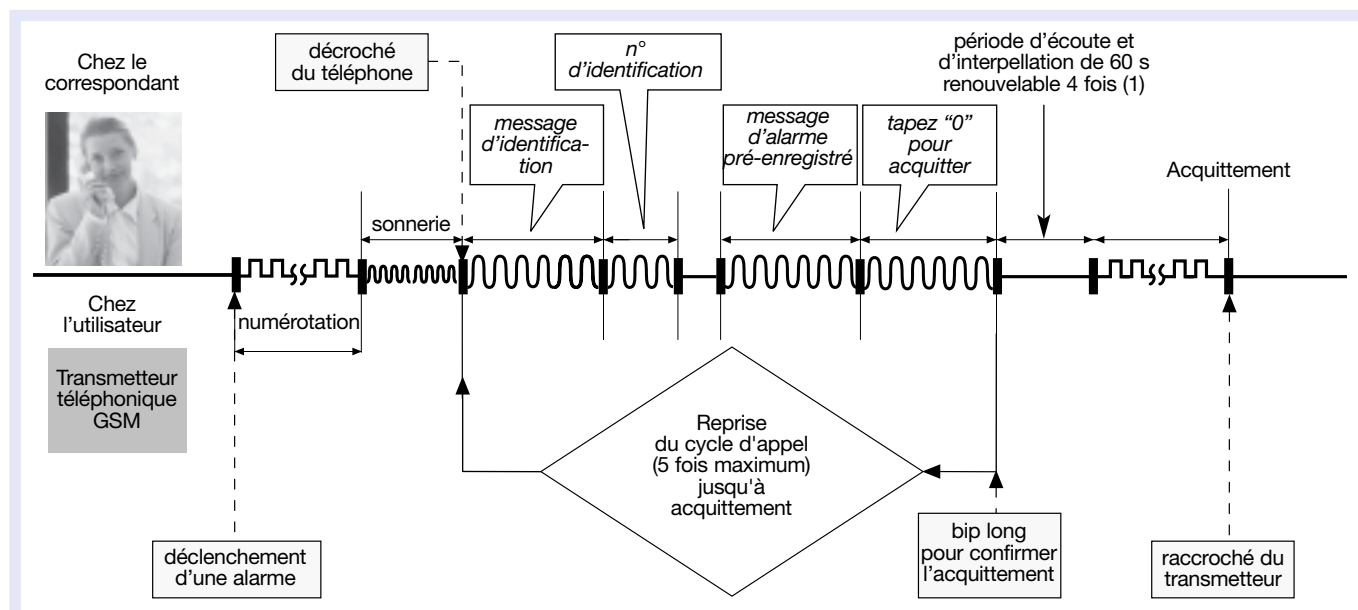 Chez le
correspondant
décroché
du téléphone
n°
d'identification
période d'écoute et
d'interpellation de 60 s
renouvelable 4 fois (1)
message
d'identifica-
tion
message
d'alarme
pré-enregistré
tapez “0”
pour
acquitter
Acquittement
sonnerie
Chez
l’utilisateur
numérotation
Transmetteur
téléphonique
GSM
Reprise
du cycle d'appel
(5 fois maximum)
jusqu'à
acquittement
déclenchement
d’une alarme
bip long
pour confirmer
l’acquittement
raccroché du
transmetteur